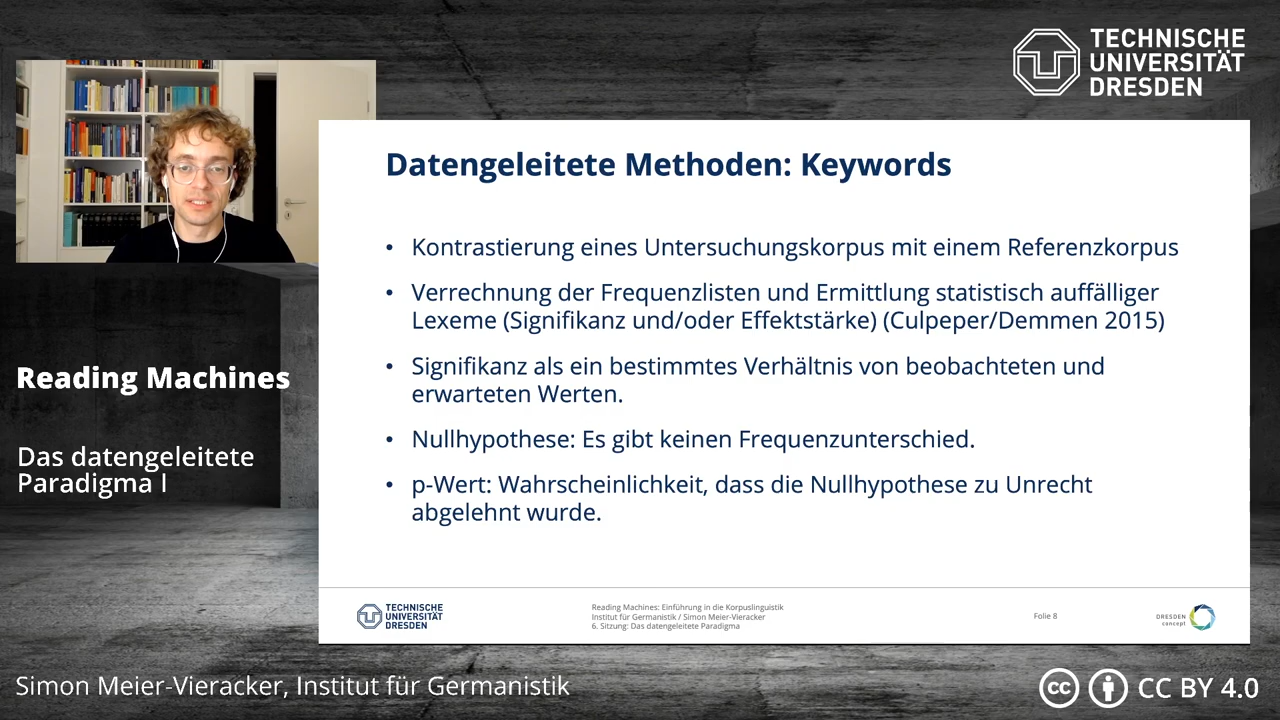 TECHNISCHE
UNIVERSITÄT
DRESDEN
Datengeleitete Methoden: Keywords
• Kontrastierung eines Untersuchungskorpus mit einem Referenzkorpus
• Verrechnung der Frequenzlisten und Ermittlung statistisch auffälliger
Lexeme (Signifikanz und/oder Effektstärke) (Culpeper/Demmen 2015)
• Signifikanz als ein bestimmtes Verhältnis von beobachteten und
erwarteten Werten.
• Nullhypothese: Es gibt keinen Frequenzunterschied.
• p-Wert: Wahrscheinlichkeit, dass die Nullhypothese zu Unrecht
abgelehnt wurde.
Reading Machines
Das datengeleitete
Paradigma I
TECHNISCHE
UNIVERSITÄT
DRESDEN
Reading Machines: Einführung in die Korpuslinguistik
Institut für Germanistik / Simon Meier-Vieracker
6. Sitzung: Das datengeleitete Paradigma
Folie 8
DRESDEN
concept
Simon Meier-Vieracker, Institut für Germanistik
cc
CC BY 4.0